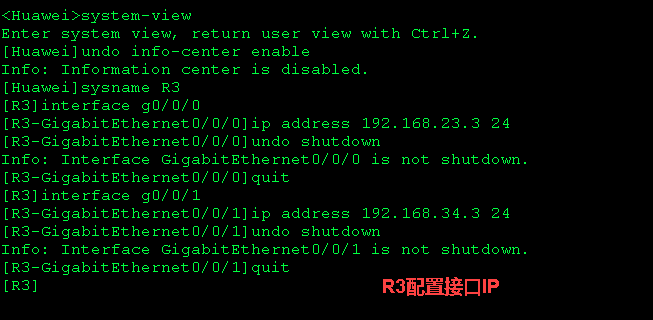 <Huawei>system-view
Enter system view, return user view with Ctrl+Z.
[Huawei]undo info-center enable
Info: Information center is disabled.
[Huawei]sysname R3
[R3]interface g0/0/0
[R3-GigabitEthernet0/0/0]ip address 192.168.23.3 24
[R3-GigabitEthernet0/0/0]undo shutdown
Info: Interface GigabitEthernet0/0/0 is not shutdown.
[R3-GigabitEthernet0/0/0]quit
[R3]interface g0/0/1
[R3-GigabitEthernet0/0/1]ip address 192.168.34.3 24
[R3-GigabitEthernet0/0/1]undo shutdown
Info: Interface GigabitEthernet0/0/1 is not shutdown.
[R3-GigabitEthernet0/0/1]quit
[R3]
R3配置接口IP